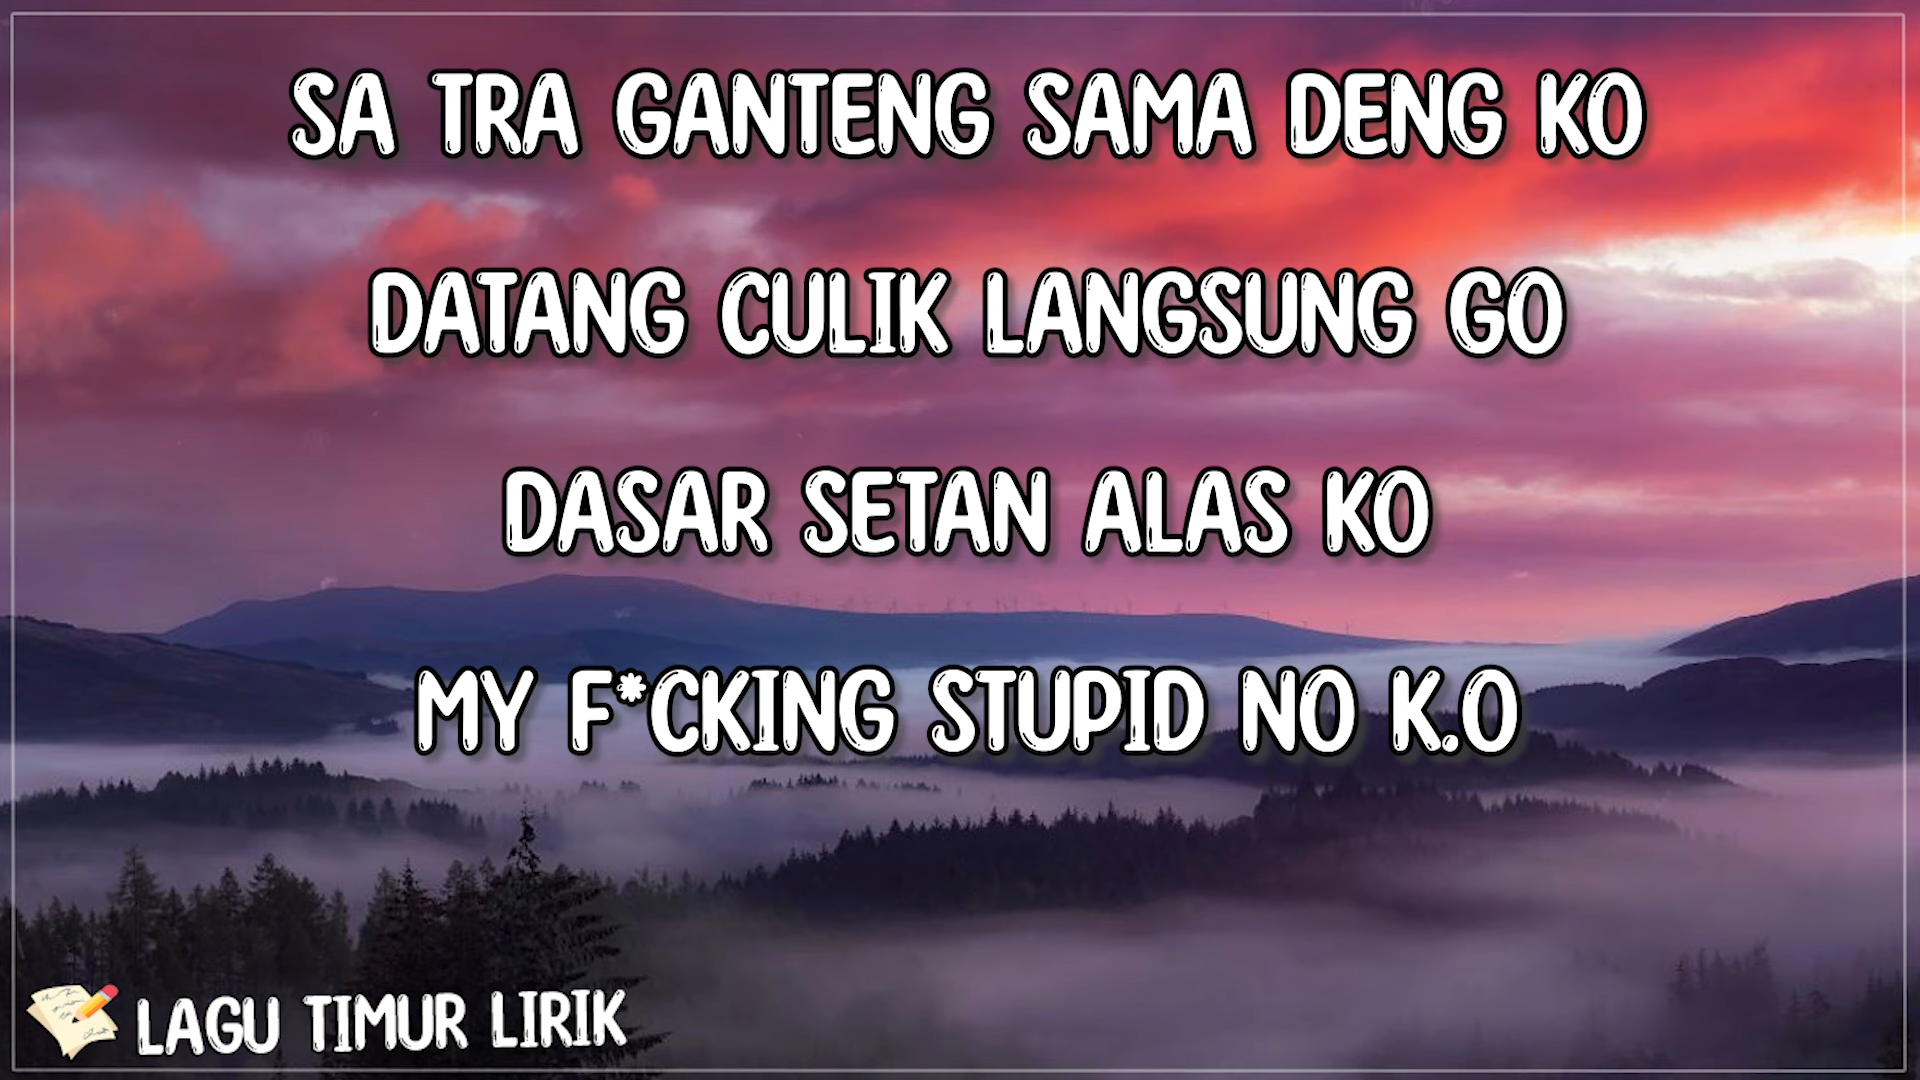 SA TRA GANTENG SAMA DENG KO
DATANG CULIK LANGSUNG GO
DASAR SETAN ALAS KO
MY F*CKING STUPID NO K.O
LAGU TIMUR LIRIK